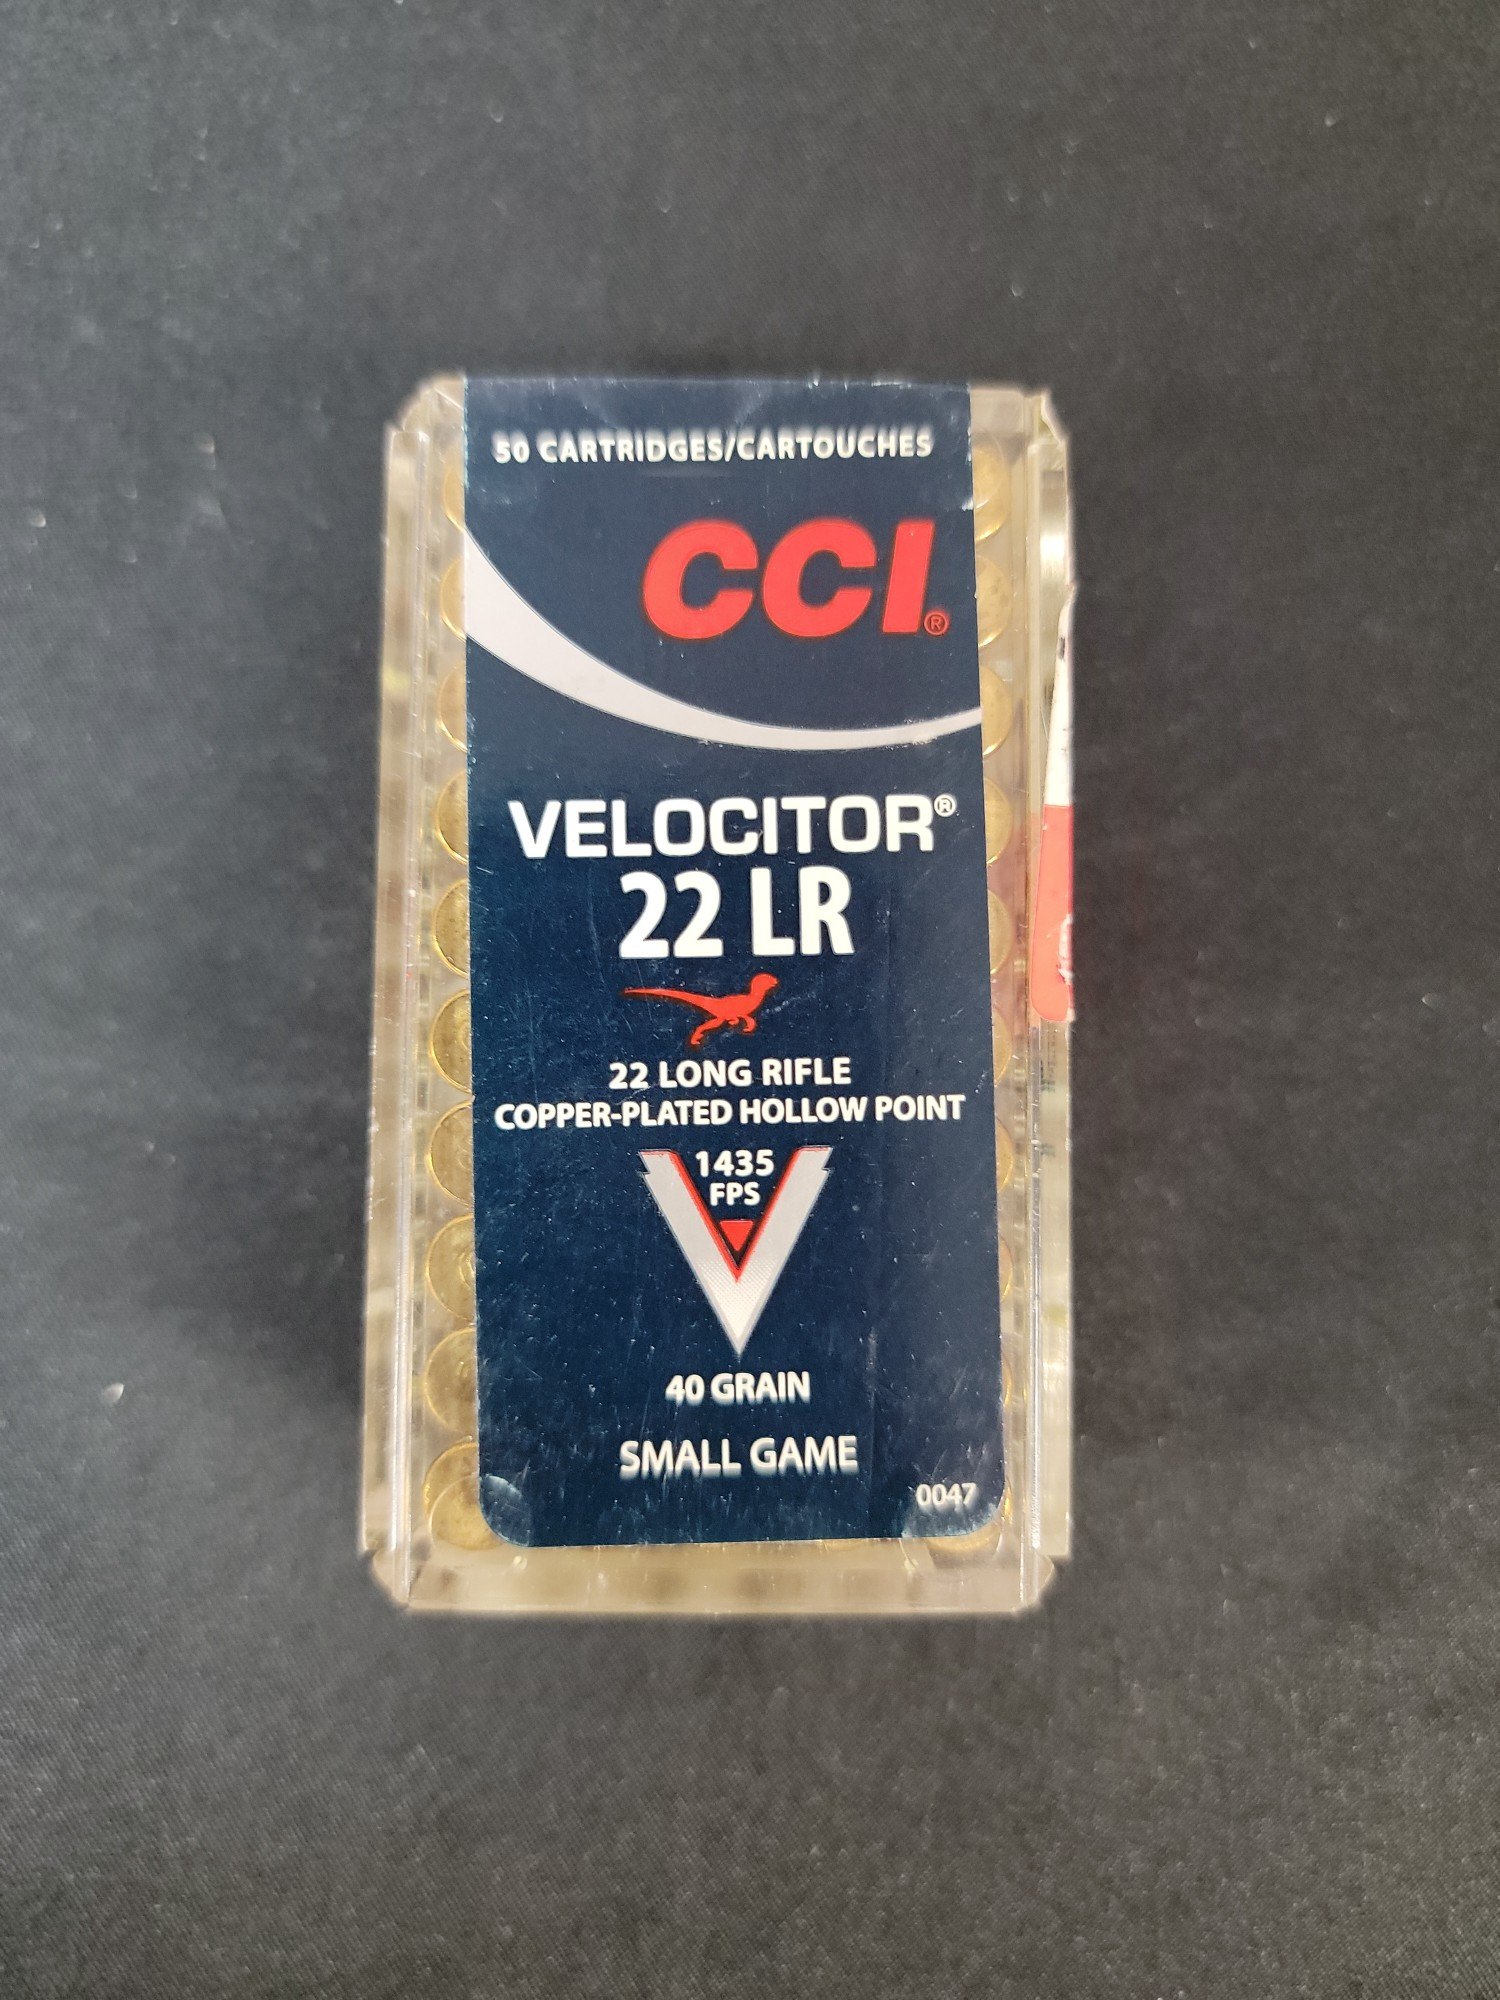 50 CARTRIDGES/CARTOUCHES
CCI®
VELOCITOR®
22 LR
22 LONG RIFLE
COPPER-PLATED HOLLOW POINT
1435
FPS
40 GRAIN
SMALL GAME
0047